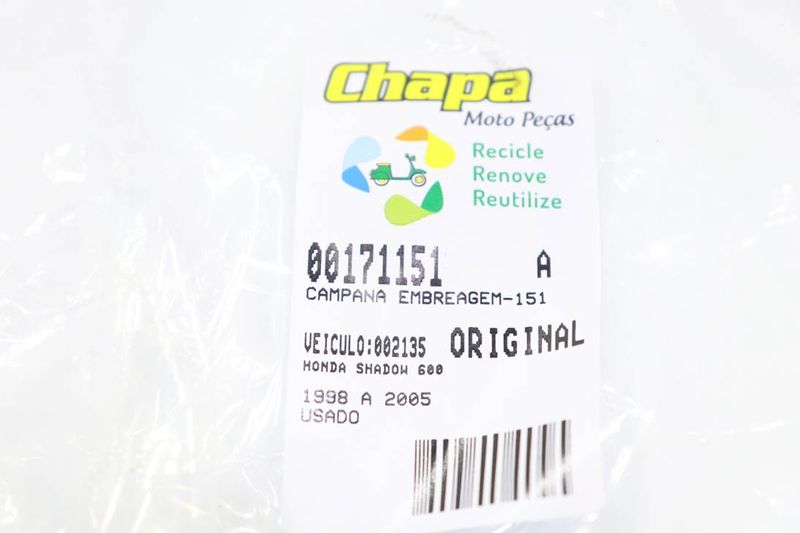 Chapa
Moto Peças
Recicle
Renove
Reutilize
00171151 A
CAMPANA EMBREAGEM-151
VEICULO:002135 ORIGINAL
HONDA SHADOW 600
1998 A 2005
USADO